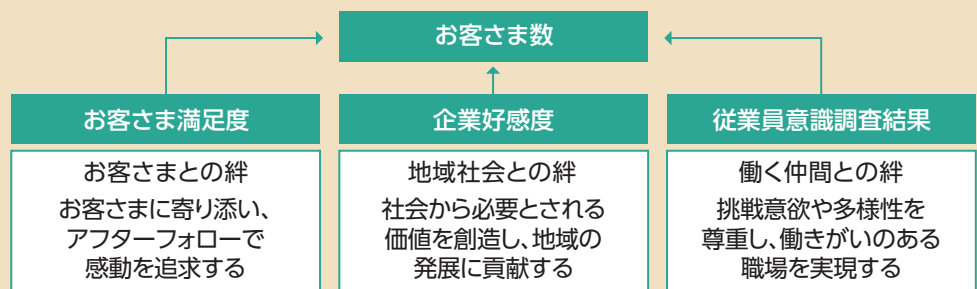 お客さま数
お客さま満足度
お客さまとの絆
お客さまに寄り添い、
アフターフォローで
感動を追求する
企業好感度
地域社会との絆
社会から必要とされる
価値を創造し、地域の
発展に貢献する
従業員意識調査結果
働く仲間との絆
挑戦意欲や多様性を
尊重し、働きがいのある
職場を実現する